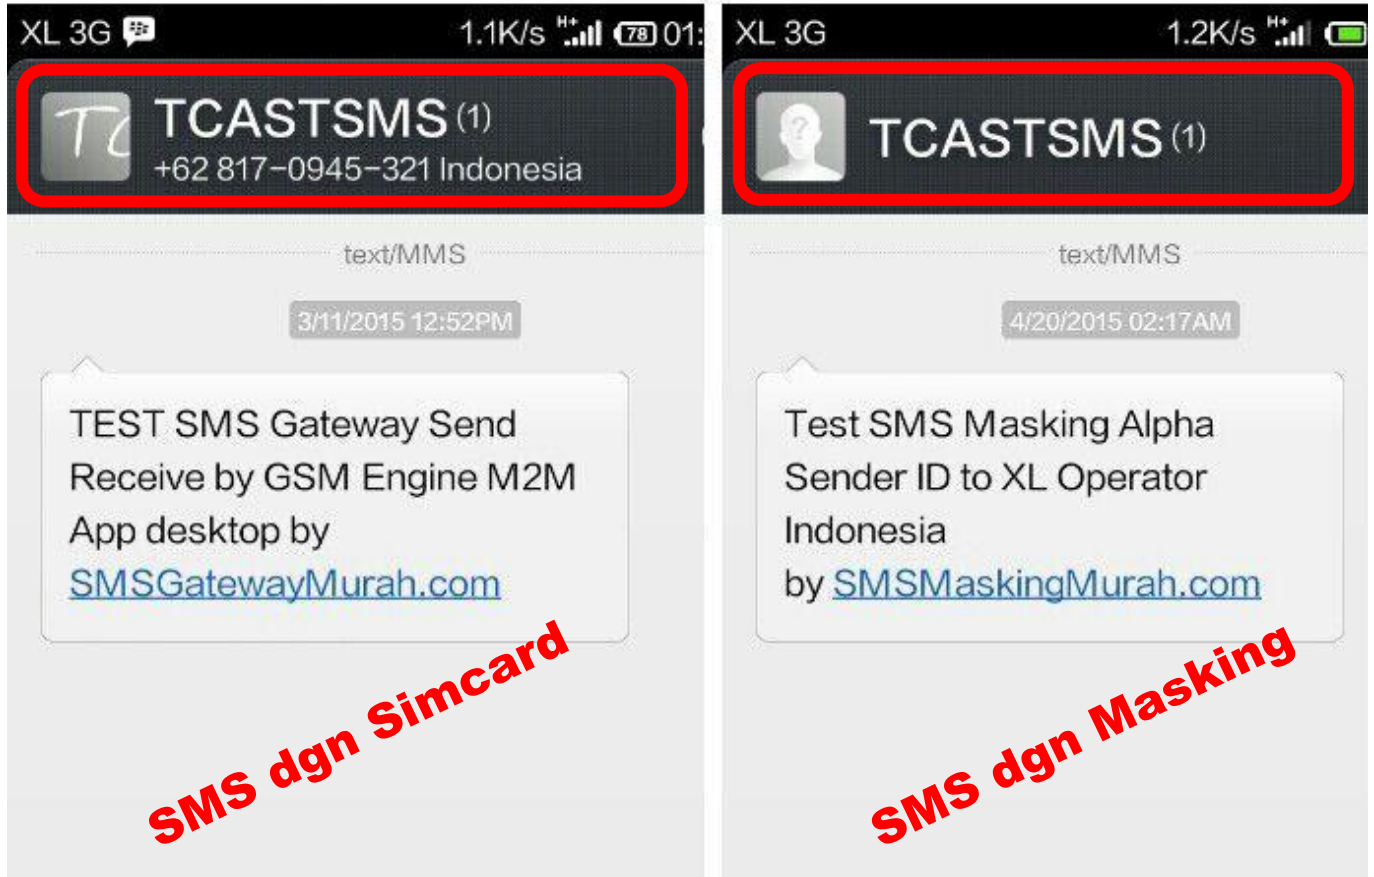 XL 3G
1.1K/s H+ 78 01:
TCASTSMS (1)
+62 817-0945-321 Indonesia
text/MMS
3/11/2015 12:52PM
TEST SMS Gateway Send
Receive by GSM Engine M2M
App desktop by
SMSGatewayMurah.com
SMS dgn Simcard
XL 3G
1.2K/s H+
TCASTSMS (1)
text/MMS
4/20/2015 02:17AM
Test SMS Masking Alpha
Sender ID to XL Operator
Indonesia
by SMSMaskingMurah.com
SMS dgn Masking